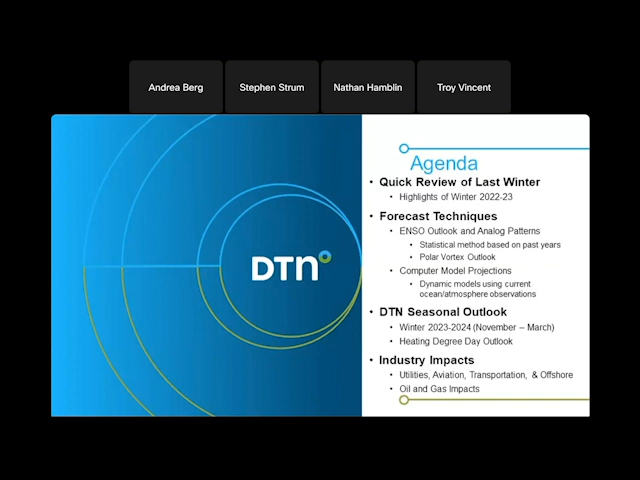 Andrea Berg
Stephen Strum
Nathan Hamblin
Troy Vincent
DTN
Agenda
• Quick Review of Last Winter
• Highlights of Winter 2022-23
• Forecast Techniques
• ENSO Outlook and Analog Patterns
• Statistical method based on past years
• Polar Vortex Outlook
• Computer Model Projections
• Dynamic models using current
ocean/atmosphere observations
• DTN Seasonal Outlook
• Winter 2023-2024 (November – March)
• Heating Degree Day Outlook
• Industry Impacts
• Utilities, Aviation, Transportation, & Offshore
• Oil and Gas Impacts